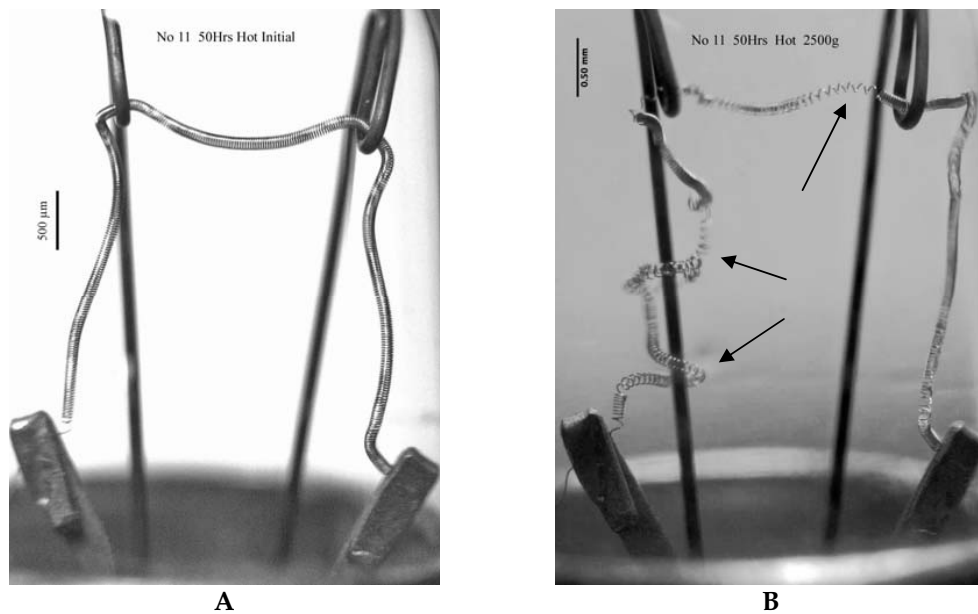 No 11 50Hrs Hot Initial
500 µm
A
No 11 50Hrs Hot 2500g
0.50 mm
B